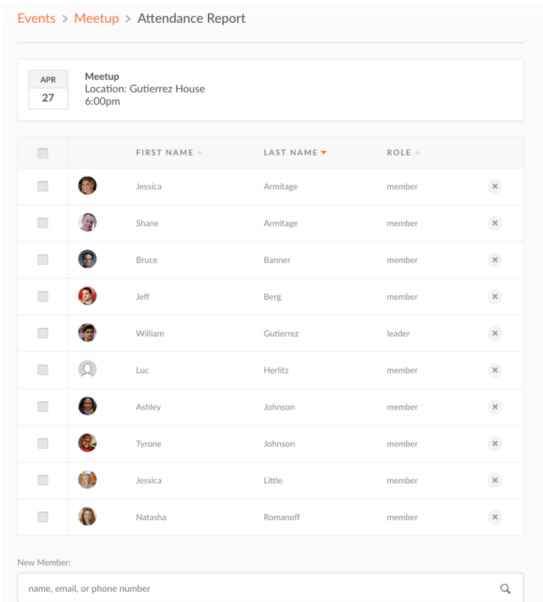 Events > Meetup > Attendance Report
APR
27
Meetup
Location: Gutierrez House
6:00pm
FIRST NAME LAST NAME ROLE
Jessica Armitage member
Shane Armitage member
Bruce Banner member
Jeff Berg member
William Gutierrez leader
Luc Herlitz member
Ashley Johnson member
Tyrone Johnson member
Jessica Little member
Natasha Romanoff member
New Member:
name, email, or phone number